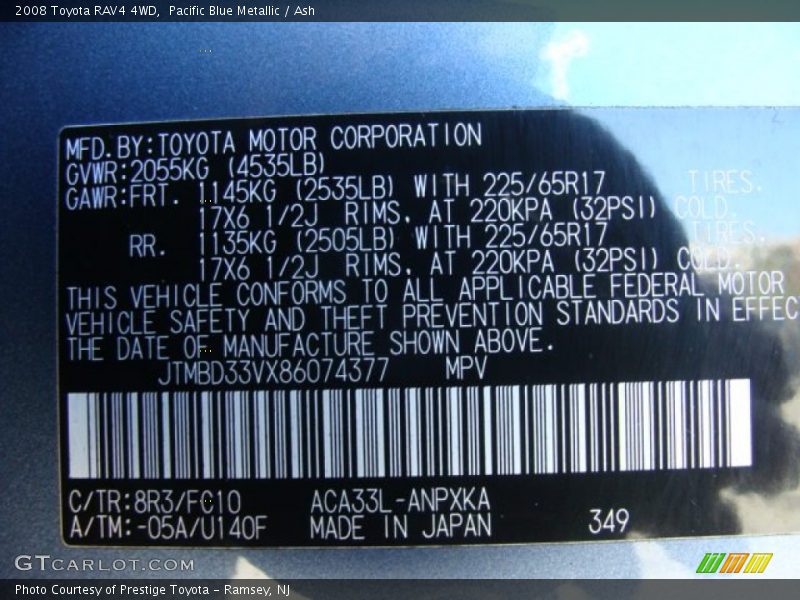 2008 Toyota RAV4 4WD,  Pacific Blue Metallic / Ash
MFD.BY:TOYOTA MOTOR CORPORATION
GVWR:2055KG (4535LB)
GAWR:FRT. 1145KG (2535LB) WITH 225/65R17 TIRES.
17X6 1/2J RIMS, AT 220KPA (32PSI) COLD.
RR. 1135KG (2505LB) WITH 225/65R17 TIRES.
17X6 1/2J RIMS, AT 220KPA (32PSI) COLD.
THIS VEHICLE CONFORMS TO ALL APPLICABLE FEDERAL MOTOR
VEHICLE SAFETY AND THEFT PREVENTION STANDARDS IN EFFEC
THE DATE OF MANUFACTURE SHOWN ABOVE.
JTMBD33VX86074377 MPV
C/TR:8R3/FC10 ACA33L-ANPXKA
A/TM:-05A/U140F MADE IN JAPAN 349
GTCARLOT.COM
Photo Courtesy of Prestige Toyota - Ramsey, NJ